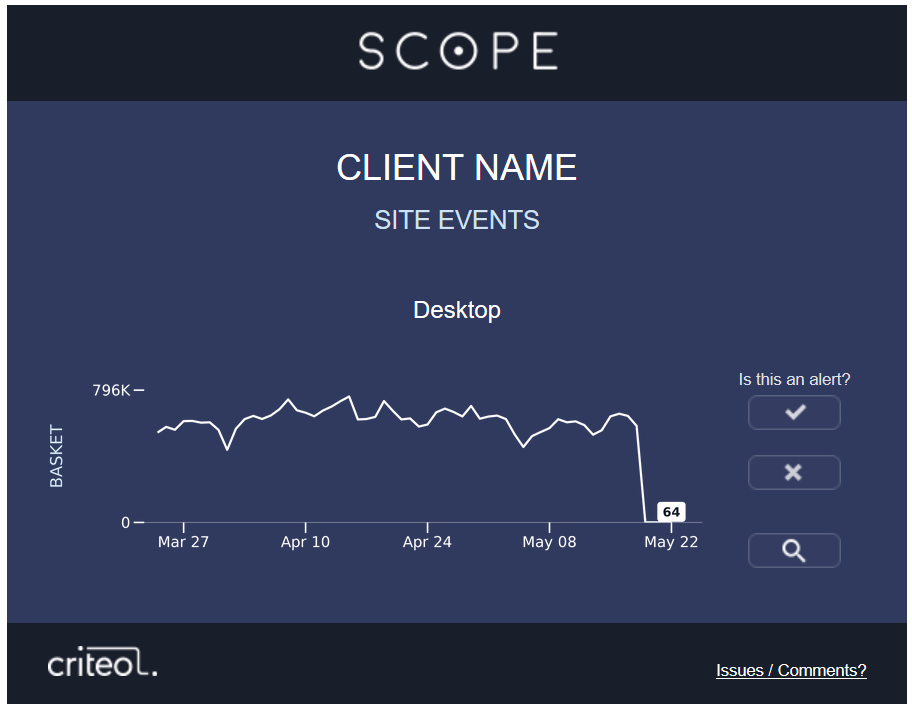 SCOPE
CLIENT NAME
SITE EVENTS
Desktop
796K
BASKET
0
64
Mar 27 Apr 10 Apr 24 May 08 May 22
Is this an alert?
criteol.
Issues / Comments?